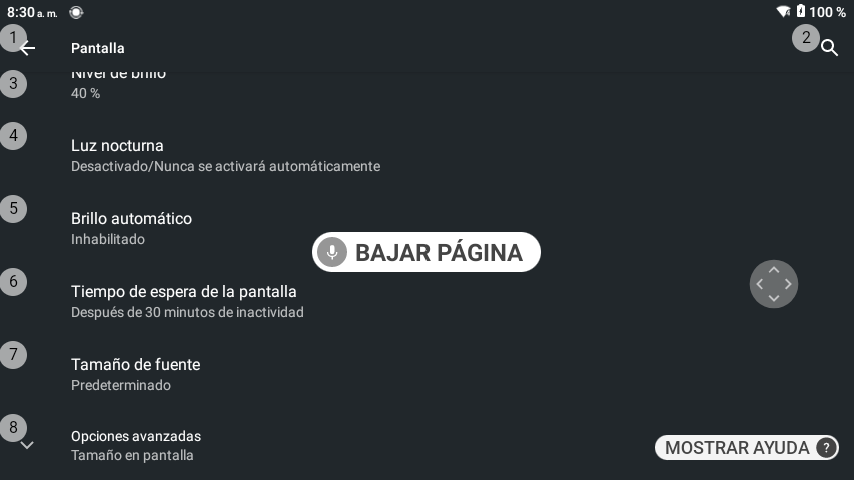 8:30 a. m.
100 %
1
Pantalla
2
3
Nivel de brillo
40 %
4
Luz nocturna
Desactivado/Nunca se activará automáticamente
5
Brillo automático
Inhabilitado
BAJAR PÁGINA
6
Tiempo de espera de la pantalla
Después de 30 minutos de inactividad
7
Tamaño de fuente
Predeterminado
8
Opciones avanzadas
Tamaño en pantalla
MOSTRAR AYUDA ?